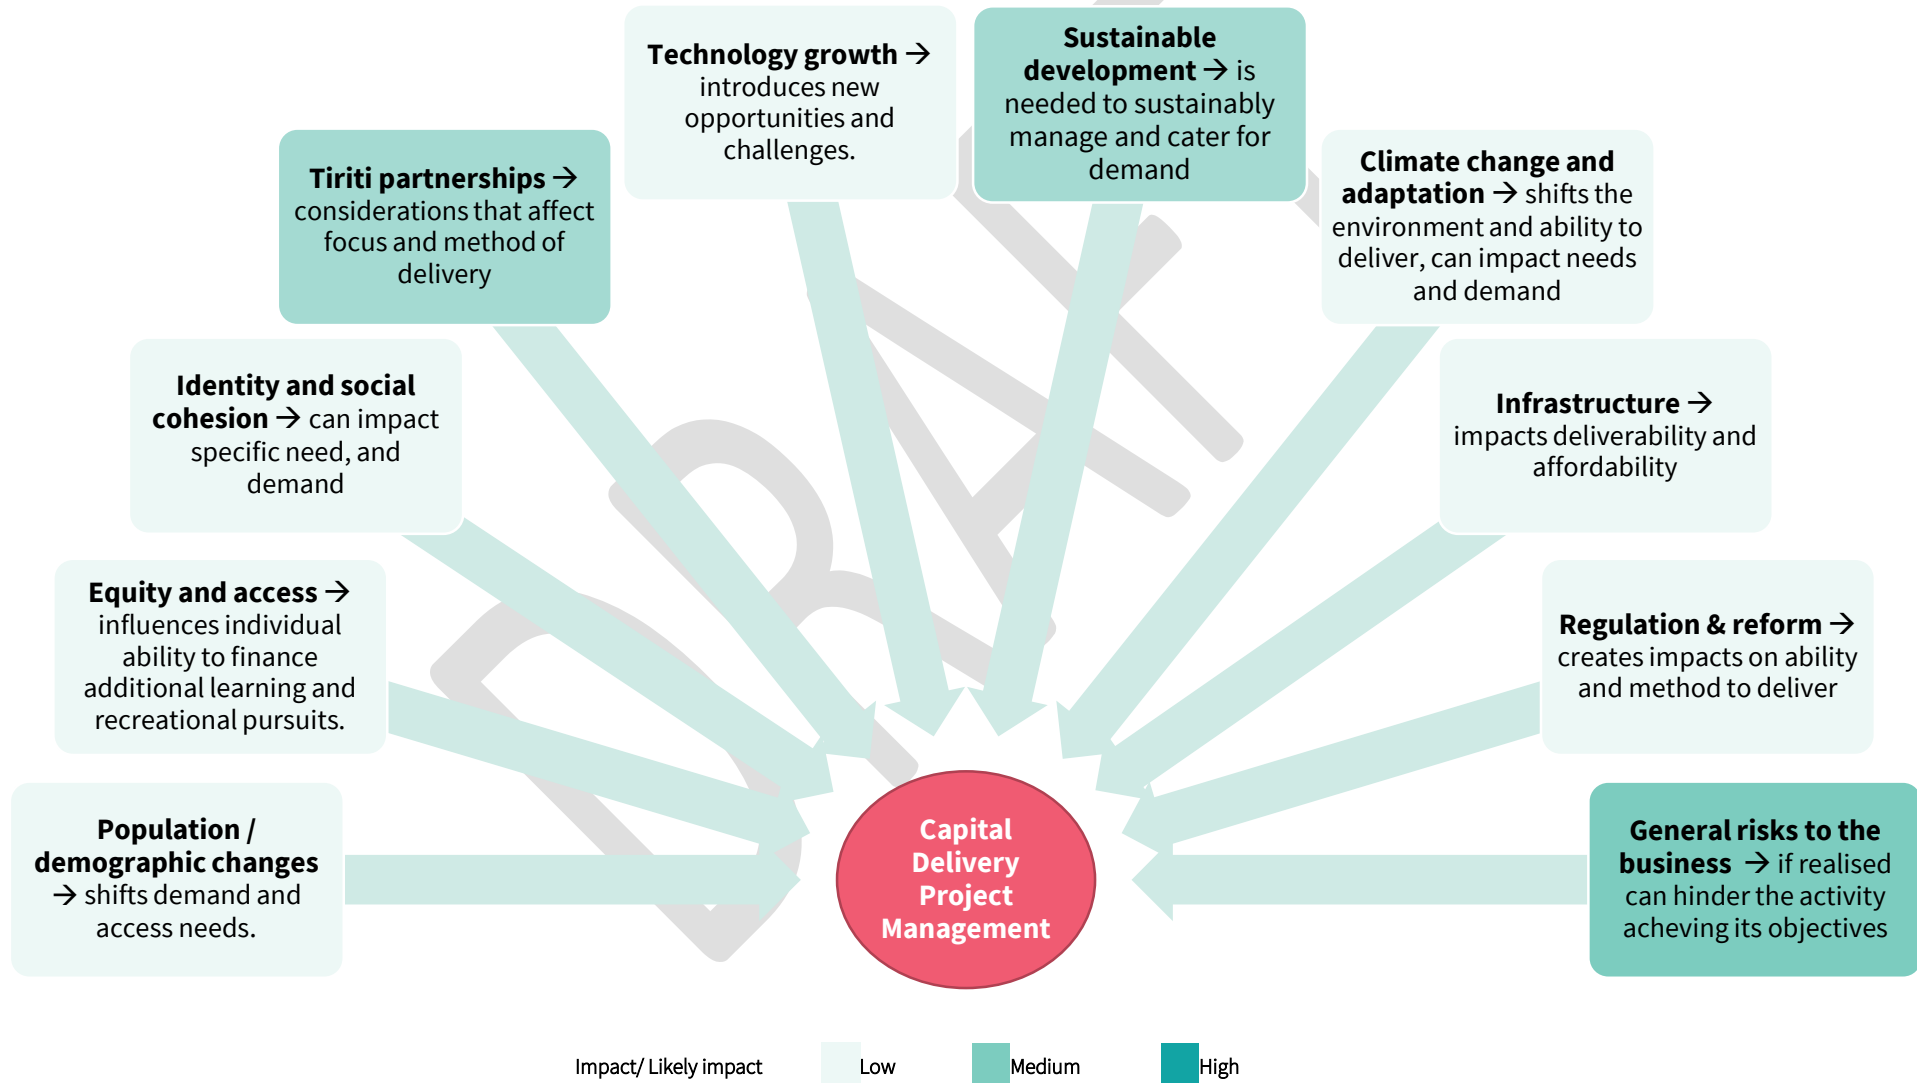 Technology growth →
introduces new
opportunities and
challenges.
Sustainable
development → is
needed to sustainably
manage and cater for
demand
Tiriti partnerships →
considerations that affect
focus and method of
delivery
Climate change and
adaptation → shifts the
environment and ability to
deliver, can impact needs
and demand
Identity and social
cohesion → can impact
specific need, and
demand
Infrastructure →
impacts deliverability and
affordability
Equity and access →
influences individual
ability to finance
additional learning and
recreational pursuits.
Regulation & reform →
creates impacts on ability
and method to deliver
Population /
demographic changes
→ shifts demand and
access needs.
Capital
Delivery
Project
Management
General risks to the
business → if realised
can hinder the activity
acheving its objectives
Impact/ Likely impact Low Medium High
DRAFT